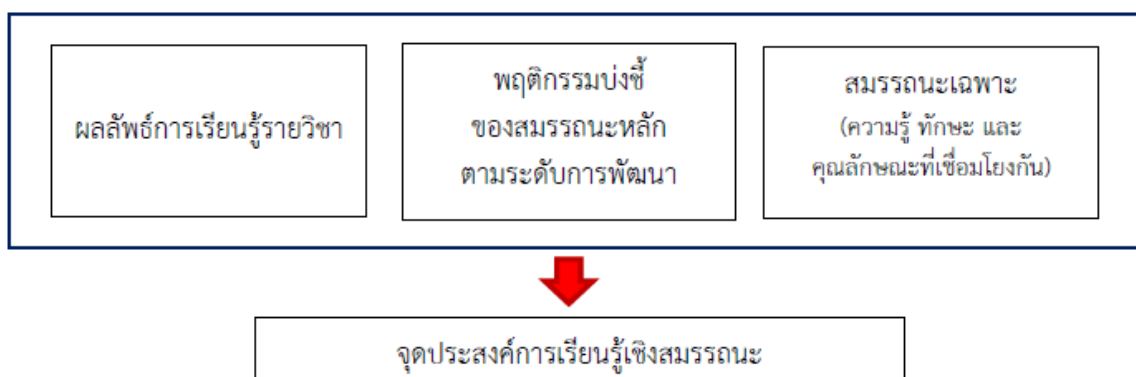 ผลลัพธ์การเรียนรู้รายวิชา
พฤติกรรมบ่งชี้
ของสมรรถนะหลัก
ตามระดับการพัฒนา
สมรรถนะเฉพาะ
(ความรู้ ทักษะ และ
คุณลักษณะที่เชื่อมโยงกัน)
จุดประสงค์การเรียนรู้เชิงสมรรถนะ